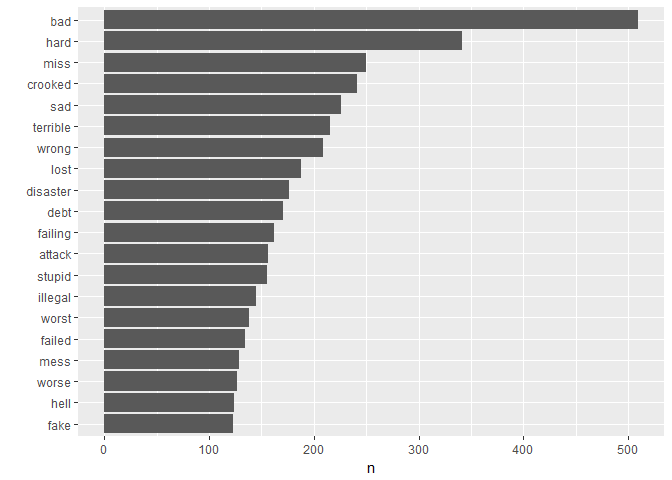 bad
hard
miss
crooked
sad
terrible
wrong
lost
disaster
debt
failing
attack
stupid
illegal
worst
failed
mess
worse
hell
fake
0 100 200 300 400 500
n